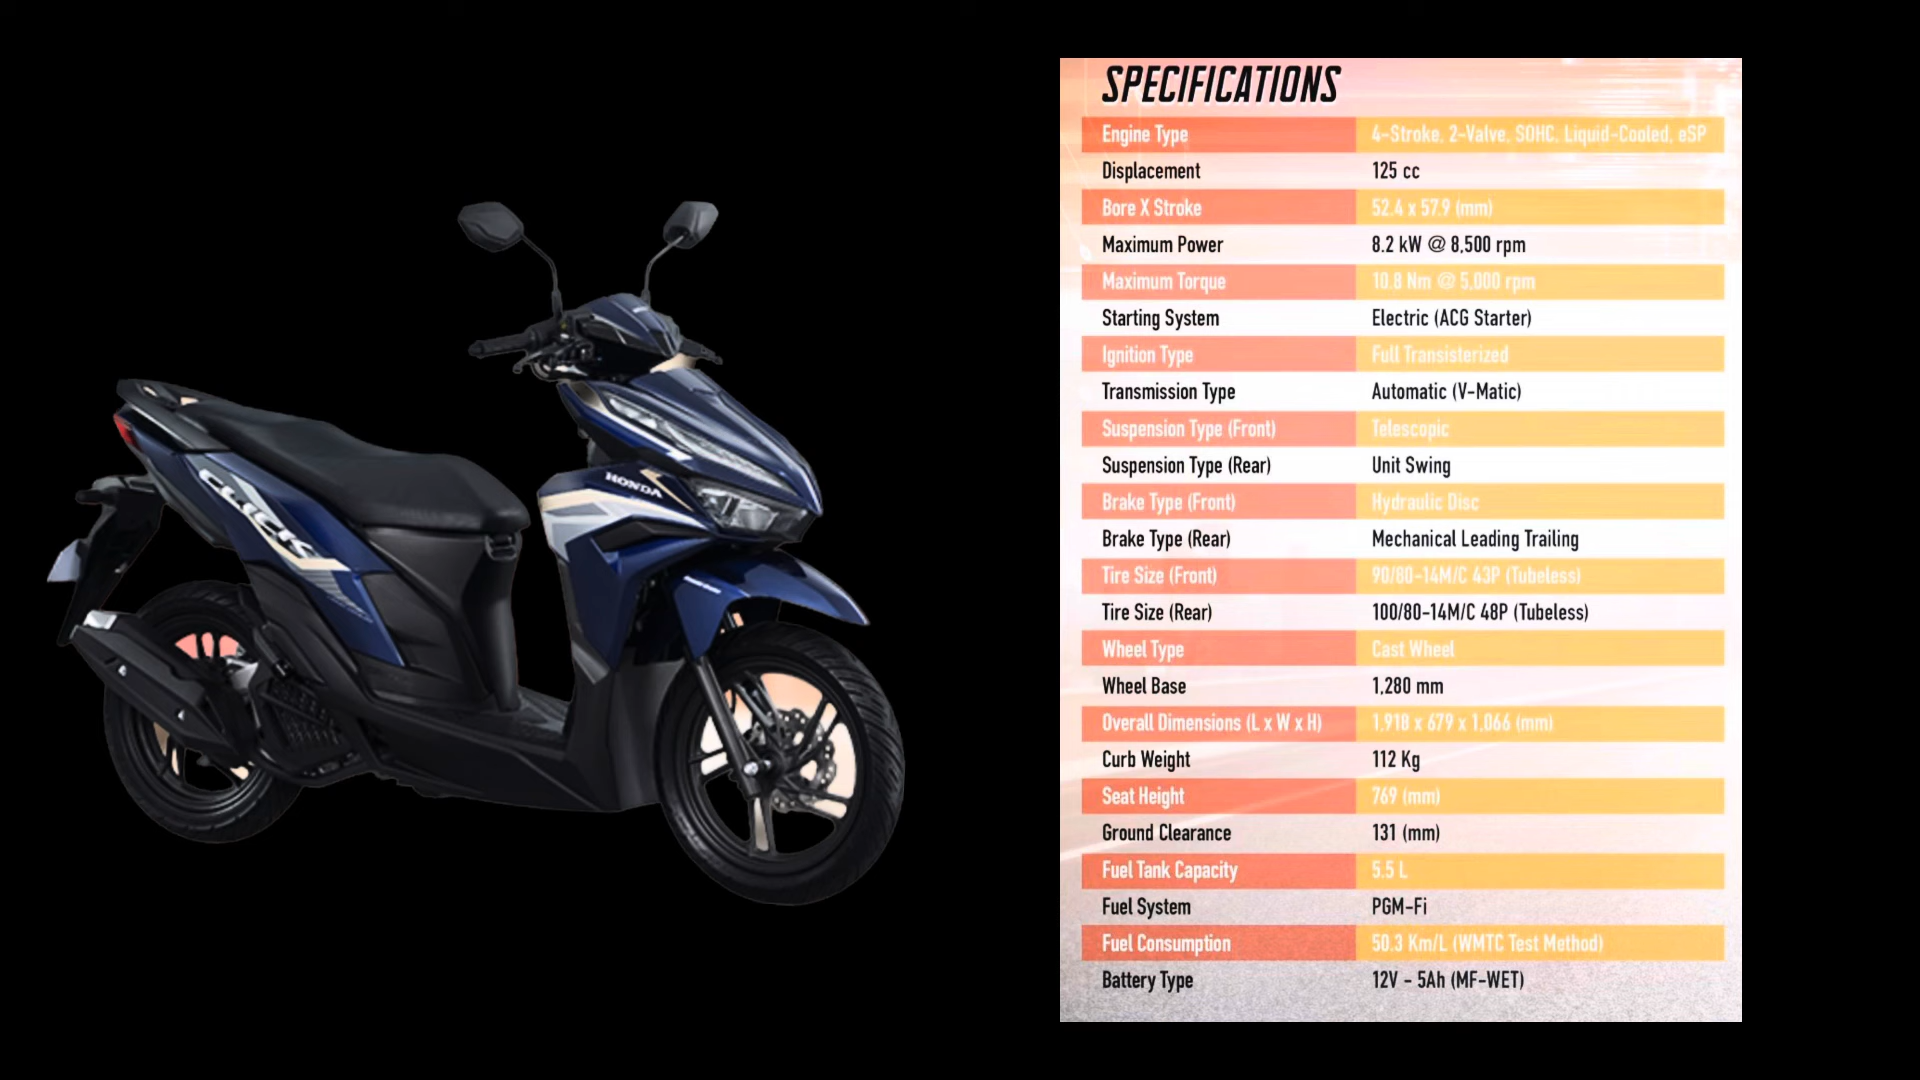 HONDA
CLICK
SPECIFICATIONS
Engine Type 4-Stroke, 2-Valve, SOHC, Liquid-Cooled, eSP
Displacement 125 cc
Bore X Stroke 52.4 x 57.9 (mm)
Maximum Power 8.2 kW @ 8,500 rpm
Maximum Torque 10.8 Nm @ 5,000 rpm
Starting System Electric (ACG Starter)
Ignition Type Full Transisterized
Transmission Type Automatic (V-Matic)
Suspension Type (Front) Telescopic
Suspension Type (Rear) Unit Swing
Brake Type (Front) Hydraulic Disc
Brake Type (Rear) Mechanical Leading Trailing
Tire Size (Front) 90/80-14M/C 43P (Tubeless)
Tire Size (Rear) 100/80-14M/C 48P (Tubeless)
Wheel Type Cast Wheel
Wheel Base 1,280 mm
Overall Dimensions (L x W x H) 1,918 x 679 x 1,066 (mm)
Curb Weight 112 Kg
Seat Height 769 (mm)
Ground Clearance 131 (mm)
Fuel Tank Capacity 5.5 L
Fuel System PGM-Fi
Fuel Consumption 50.3 Km/L (WMTC Test Method)
Battery Type 12V - 5Ah (MF-WET)